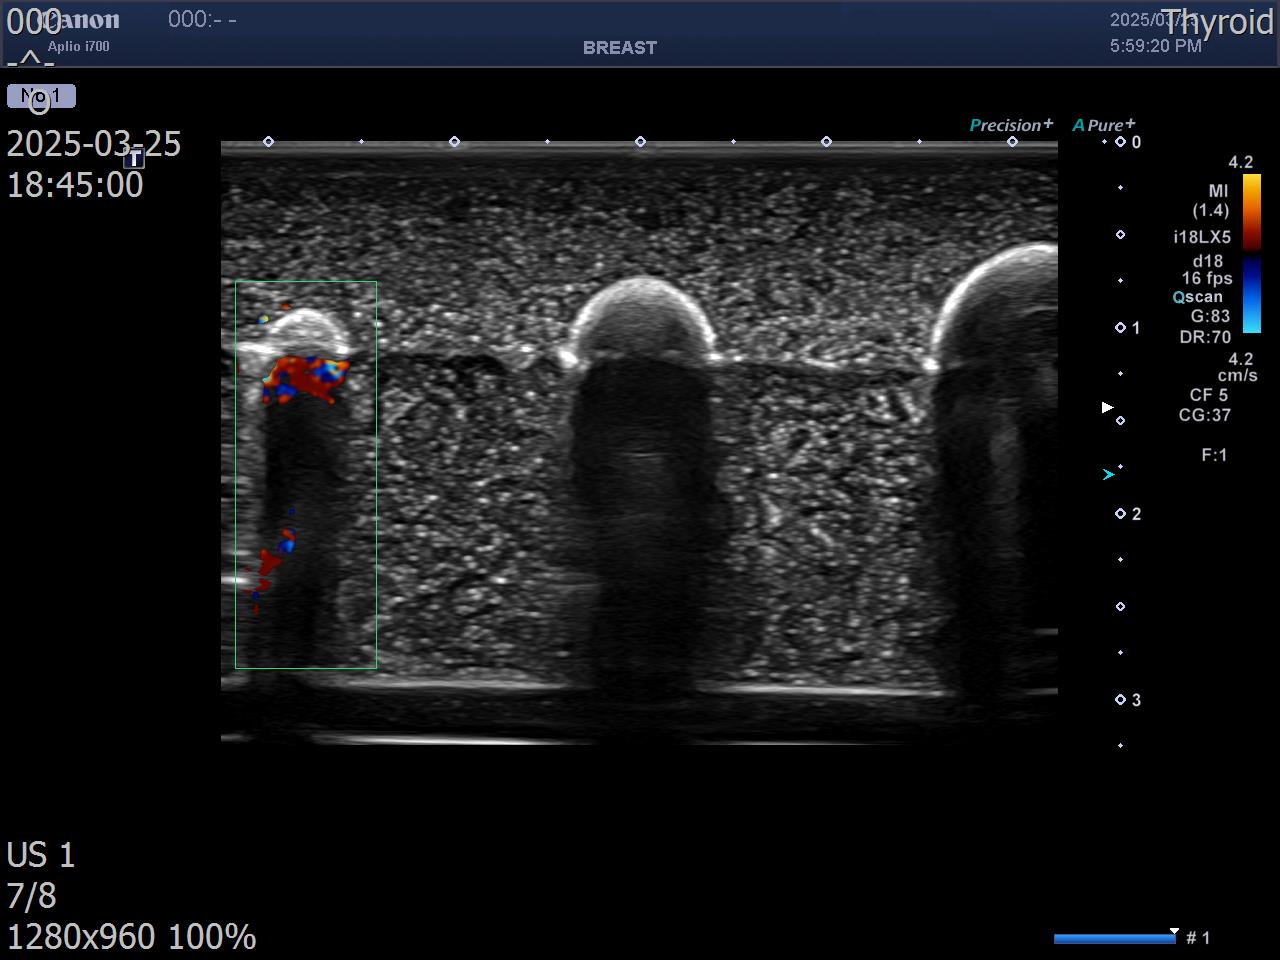 000
Canon
000:- -
2025/03/25
Thyroid
-^-
Aplio i700
BREAST
5:59:20 PM
No 1
O
2025-03-25
T
18:45:00
Precision+
A Pure+
0
1
2
3
4.2
MI
(1.4)
i18LX5
d18
16 fps
Qscan
G:83
DR:70
4.2
cm/s
CF 5
CG:37
F:1
US 1
7/8
1280x960 100%
# 1